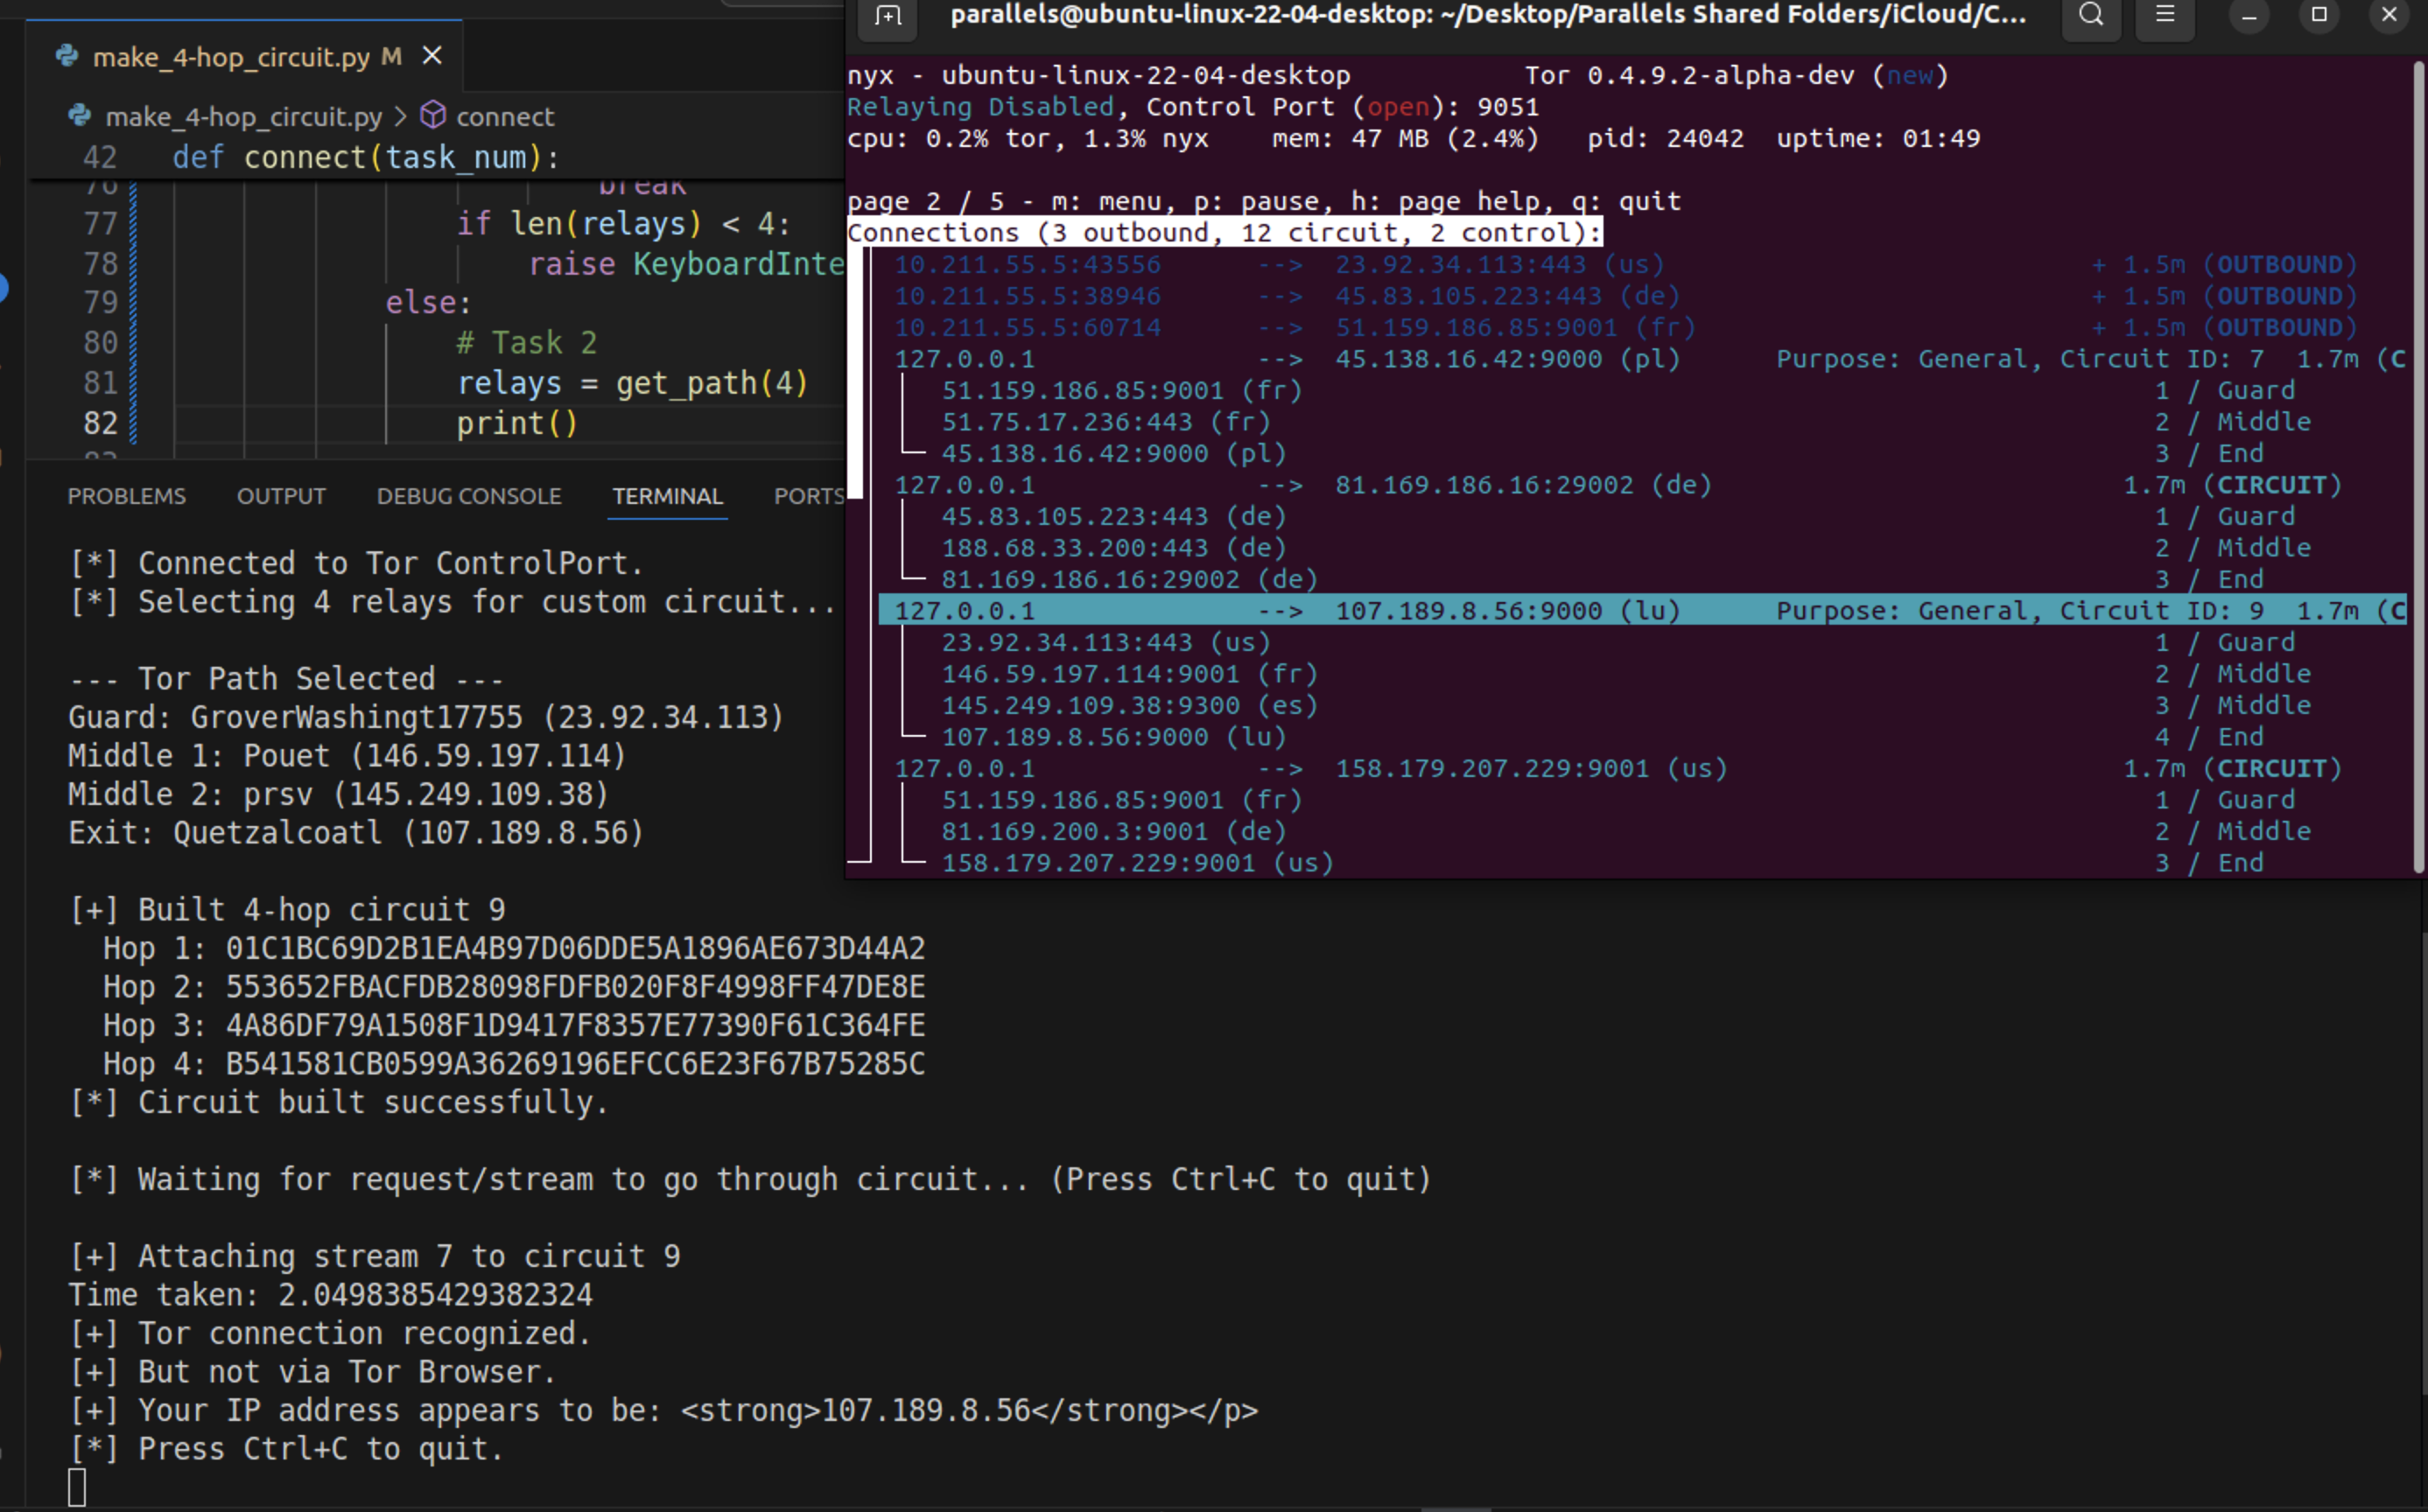 make_4-hop_circuit.py M ×
make_4-hop_circuit.py > connect
42 def connect(task_num):
76 break
77 if len(relays) < 4:
78 raise KeyboardInte
79 else:
80 # Task 2
81 relays = get_path(4)
82 print()
83
PROBLEMS OUTPUT DEBUG CONSOLE TERMINAL PORTS
[*] Connected to Tor ControlPort.
[*] Selecting 4 relays for custom circuit...
--- Tor Path Selected ---
Guard: GroverWashingt17755 (23.92.34.113)
Middle 1: Pouet (146.59.197.114)
Middle 2: prsv (145.249.109.38)
Exit: Quetzalcoatl (107.189.8.56)
[+] Built 4-hop circuit 9
Hop 1: 01C1BC69D2B1EA4B97D06DDE5A1896AE673D44A2
Hop 2: 553652FBACFDB28098FDFB020F8F4998FF47DE8E
Hop 3: 4A86DF79A1508F1D9417F8357E77390F61C364FE
Hop 4: B541581CB0599A36269196EFCC6E23F67B75285C
[*] Circuit built successfully.
[*] Waiting for request/stream to go through circuit... (Press Ctrl+C to quit)
[+] Attaching stream 7 to circuit 9
Time taken: 2.0498385429382324
[+] Tor connection recognized.
[+] But not via Tor Browser.
[+] Your IP address appears to be: <strong>107.189.8.56</strong></p>
[*] Press Ctrl+C to quit.
parallels@ubuntu-linux-22-04-desktop: ~/Desktop/Parallels Shared Folders/iCloud/C...
nyx - ubuntu-linux-22-04-desktop Tor 0.4.9.2-alpha-dev (new)
Relaying Disabled, Control Port (open): 9051
cpu: 0.2% tor, 1.3% nyx mem: 47 MB (2.4%) pid: 24042 uptime: 01:49
page 2 / 5 - m: menu, p: pause, h: page help, q: quit
Connections (3 outbound, 12 circuit, 2 control):
10.211.55.5:43556 --> 23.92.34.113:443 (us) + 1.5m (OUTBOUND)
10.211.55.5:38946 --> 45.83.105.223:443 (de) + 1.5m (OUTBOUND)
10.211.55.5:60714 --> 51.159.186.85:9001 (fr) + 1.5m (OUTBOUND)
127.0.0.1 --> 45.138.16.42:9000 (pl) Purpose: General, Circuit ID: 7 1.7m (C
51.159.186.85:9001 (fr) 1 / Guard
51.75.17.236:443 (fr) 2 / Middle
45.138.16.42:9000 (pl) 3 / End
127.0.0.1 --> 81.169.186.16:29002 (de) 1.7m (CIRCUIT)
45.83.105.223:443 (de) 1 / Guard
188.68.33.200:443 (de) 2 / Middle
81.169.186.16:29002 (de) 3 / End
127.0.0.1 --> 107.189.8.56:9000 (lu) Purpose: General, Circuit ID: 9 1.7m (C
23.92.34.113:443 (us) 1 / Guard
146.59.197.114:9001 (fr) 2 / Middle
145.249.109.38:9300 (es) 3 / Middle
107.189.8.56:9000 (lu) 4 / End
127.0.0.1 --> 158.179.207.229:9001 (us) 1.7m (CIRCUIT)
51.159.186.85:9001 (fr) 1 / Guard
81.169.200.3:9001 (de) 2 / Middle
158.179.207.229:9001 (us) 3 / End